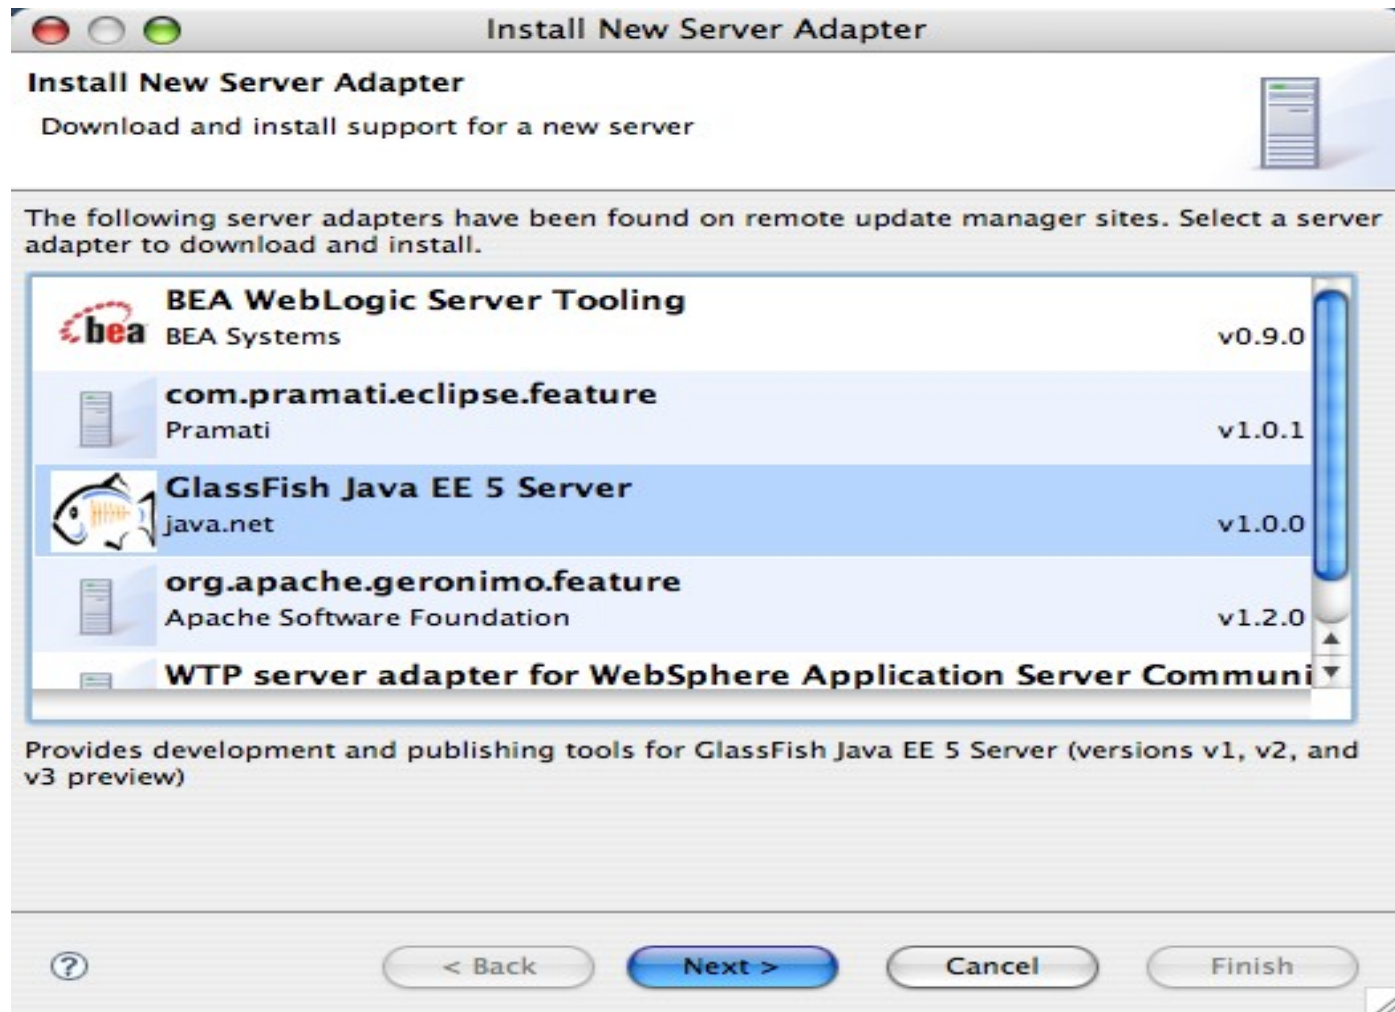 Install New Server Adapter
Install New Server Adapter
Download and install support for a new server
The following server adapters have been found on remote update manager sites. Select a server
adapter to download and install.
BEA WebLogic Server Tooling
bea
BEA Systems
v0.9.0
com.pramati.eclipse.feature
Pramati
v1.0.1
GlassFish Java EE 5 Server
java.net
v1.0.0
org.apache.geronimo.feature
Apache Software Foundation
v1.2.0
WTP server adapter for WebSphere Application Server Communi
Provides development and publishing tools for GlassFish Java EE 5 Server (versions v1, v2, and
v3 preview)
?
< Back
Next >
Cancel
Finish